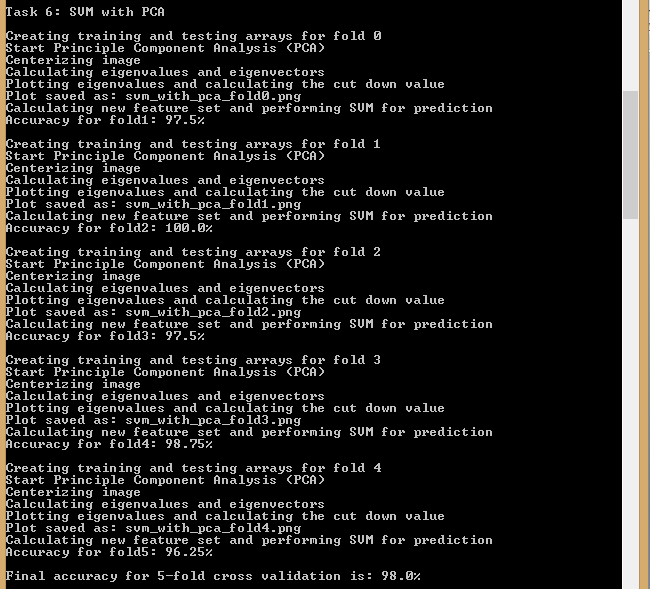 Task 6: SVM with PCA
Creating training and testing arrays for fold 0
Start Principle Component Analysis (PCA)
Centerizing image
Calculating eigenvalues and eigenvectors
Plotting eigenvalues and calculating the cut down value
Plot saved as: svm_with_pca_fold0.png
Calculating new feature set and performing SVM for prediction
Accuracy for fold1: 97.5%
Creating training and testing arrays for fold 1
Start Principle Component Analysis (PCA)
Centerizing image
Calculating eigenvalues and eigenvectors
Plotting eigenvalues and calculating the cut down value
Plot saved as: svm_with_pca_fold1.png
Calculating new feature set and performing SVM for prediction
Accuracy for fold2: 100.0%
Creating training and testing arrays for fold 2
Start Principle Component Analysis (PCA)
Centerizing image
Calculating eigenvalues and eigenvectors
Plotting eigenvalues and calculating the cut down value
Plot saved as: svm_with_pca_fold2.png
Calculating new feature set and performing SVM for prediction
Accuracy for fold3: 97.5%
Creating training and testing arrays for fold 3
Start Principle Component Analysis (PCA)
Centerizing image
Calculating eigenvalues and eigenvectors
Plotting eigenvalues and calculating the cut down value
Plot saved as: svm_with_pca_fold3.png
Calculating new feature set and performing SVM for prediction
Accuracy for fold4: 98.75%
Creating training and testing arrays for fold 4
Start Principle Component Analysis (PCA)
Centerizing image
Calculating eigenvalues and eigenvectors
Plotting eigenvalues and calculating the cut down value
Plot saved as: svm_with_pca_fold4.png
Calculating new feature set and performing SVM for prediction
Accuracy for fold5: 96.25%
Final accuracy for 5-fold cross validation is: 98.0%